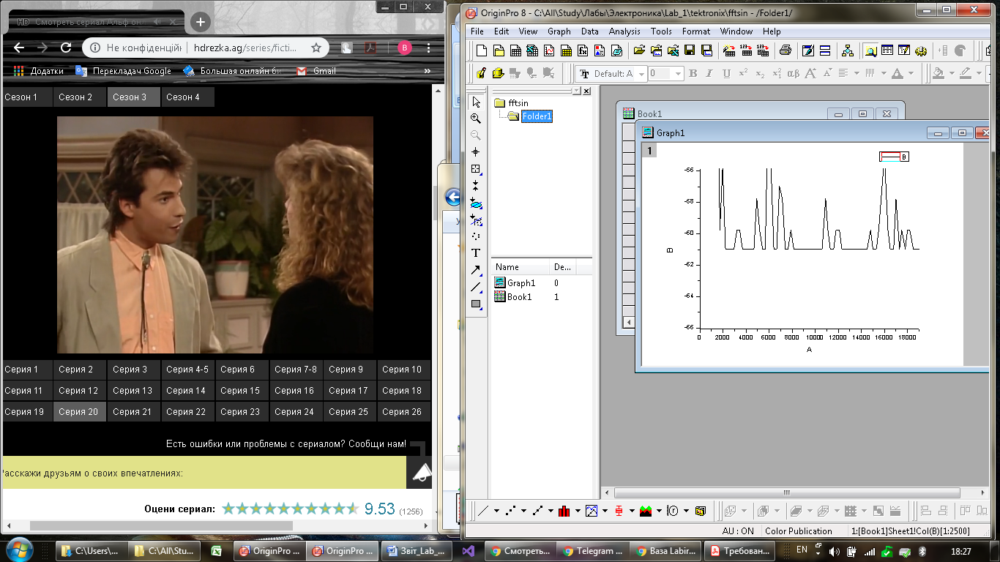 HD Смотреть сериал Альф онл
Не конфіденцій hdrezka.ag/series/ficti...
B
Додатки Перекладач Google Большая онлайн би Gmail »
Сезон 1 Сезон 2 Сезон 3 Сезон 4
Серия 1 Серия 2 Серия 3 Серия 4-5 Серия 6 Серия 7-8 Серия 9 Серия 10
Серия 11 Серия 12 Серия 13 Серия 14 Серия 15 Серия 16 Серия 17 Серия 18
Серия 19 Серия 20 Серия 21 Серия 22 Серия 23 Серия 24 Серия 25 Серия 26
Есть ошибки или проблемы с сериалом? Сообщи нам!
Расскажи друзьям о своих впечатлениях:
Оцени сериал: 9.53 (1256)
OriginPro 8 - C:\All\Study\Лабы\Электроника\Lab_1\tektronix\fftsin - /Folder1/
File Edit View Graph Data Analysis Tools Format Window Help
Default: A 0 B I U x² x₂ αβ A A A
fftsin
Folder1
Name De...
Graph1 0
Book1 1
Book1
Graph1
1
B
-56
-58
-60
-62
-64
-66
B
0 2000 4000 6000 8000 10000 12000 14000 16000 18000
A
AU : ON Color Publication 1:[Book1]Sheet1!Col(B)[1:2500]
C:\Users\... C:\All\Stu... OriginPro ... OriginPro ... Звіт_Lab_... Смотреть... Telegram ... Ваза Labir... Требован... EN 18:27